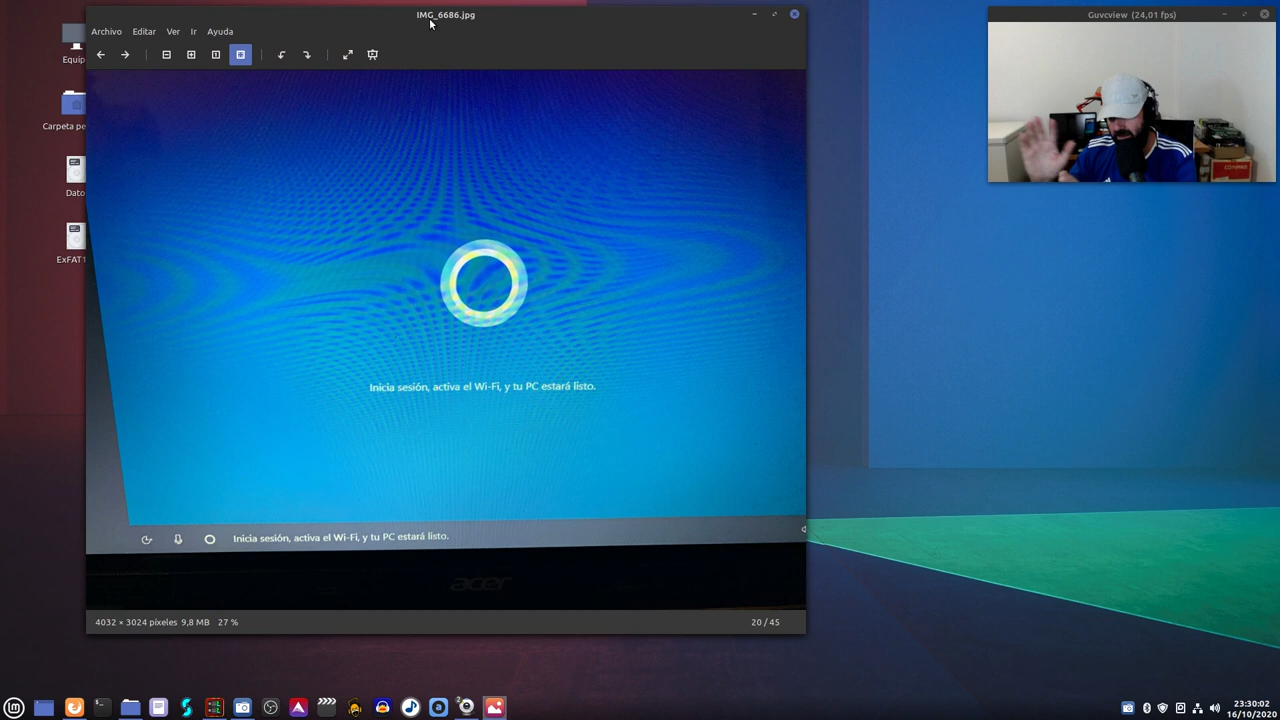 IMG_6686.jpg
Guvcview (24,01 fps)
Archivo Editar Ver Ir Ayuda
Equip
Carpeta pe
Dato
ExFAT1
Inicia sesión, activa el Wi-Fi, y tu PC estará listo.
Inicia sesión, activa el Wi-Fi, y tu PC estará listo.
acer
4032 × 3024 píxeles 9,8 MB 27 %
20 / 45
23:30:02
16/10/2020